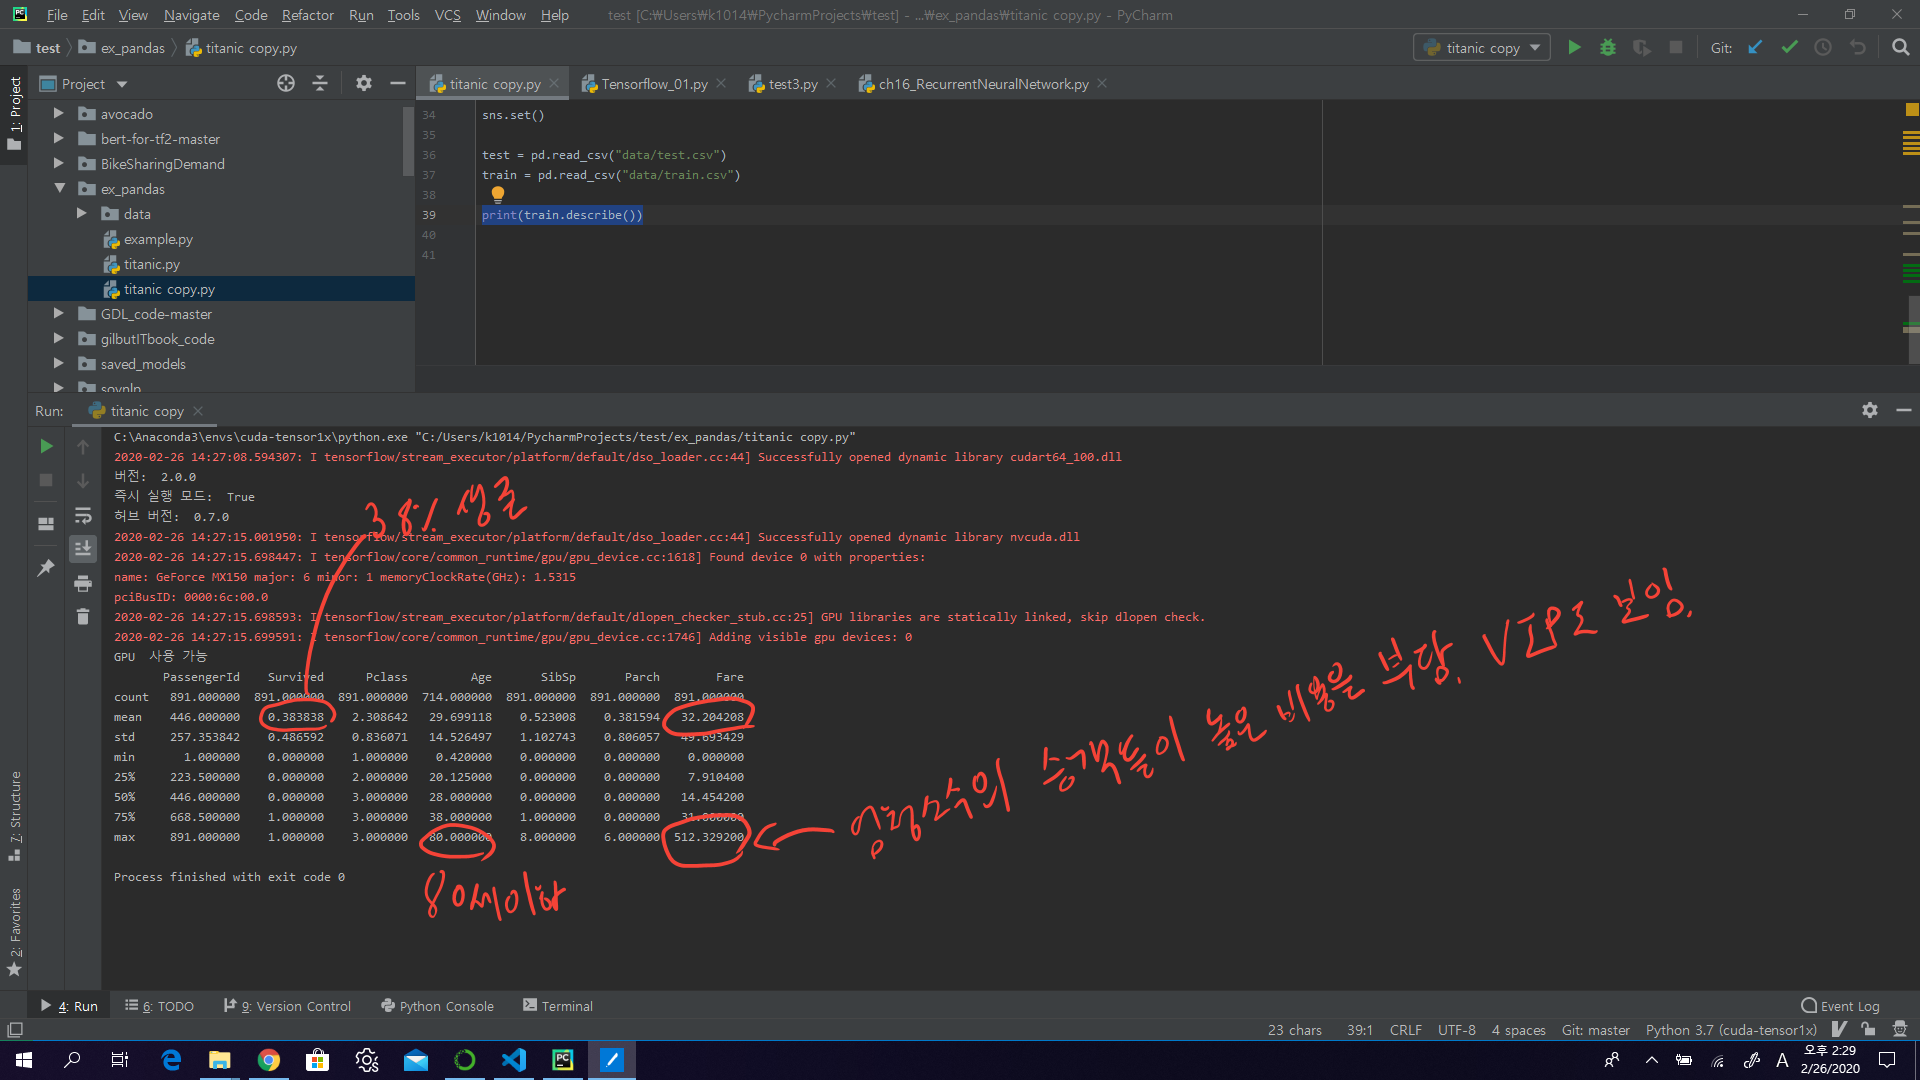 File Edit View Navigate Code Refactor Run Tools VCS Window Help test [C:₩Users₩k1014₩PycharmProjects₩test] - ...₩ex_pandas₩titanic copy.py - PyCharm
test ex_pandas titanic copy.py
titanic copy Git:
1: Project
Project
titanic copy.py Tensorflow_01.py test3.py ch16_RecurrentNeuralNetwork.py
avocado
bert-for-tf2-master
BikeSharingDemand
ex_pandas
data
example.py
titanic.py
titanic copy.py
GDL_code-master
gilbutITbook_code
saved_models
34 sns.set()
35
36 test = pd.read_csv("data/test.csv")
37 train = pd.read_csv("data/train.csv")
38
39 print(train.describe())
40
41
Run: titanic copy
C:\Anaconda3\envs\cuda-tensor1x\python.exe "C:/Users/k1014/PycharmProjects/test/ex_pandas/titanic copy.py"
2020-02-26 14:27:08.594307: I tensorflow/stream_executor/platform/default/dso_loader.cc:44] Successfully opened dynamic library cudart64_100.dll
버전: 2.0.0
즉시 실행 모드: True
허브 버전: 0.7.0
38% 생존
2020-02-26 14:27:15.001950: I tensorflow/stream_executor/platform/default/dso_loader.cc:44] Successfully opened dynamic library nvcuda.dll
2020-02-26 14:27:15.698447: I tensorflow/core/common_runtime/gpu/gpu_device.cc:1618] Found device 0 with properties:
name: GeForce MX150 major: 6 minor: 1 memoryClockRate(GHz): 1.5315
pciBusID: 0000:6c:00.0
2020-02-26 14:27:15.698593: I tensorflow/stream_executor/platform/default/dlopen_checker_stub.cc:25] GPU libraries are statically linked, skip dlopen check.
2020-02-26 14:27:15.699591: I tensorflow/core/common_runtime/gpu/gpu_device.cc:1746] Adding visible gpu devices: 0
GPU 사용 가능
PassengerId Survived Pclass Age SibSp Parch Fare
count 891.000000 891.000000 891.000000 714.000000 891.000000 891.000000 891.000000
mean 446.000000 0.383838 2.308642 29.699118 0.523008 0.381594 32.204208
std 257.353842 0.486592 0.836071 14.526497 1.102743 0.806057 49.693429
min 1.000000 0.000000 1.000000 0.420000 0.000000 0.000000 0.000000
25% 223.500000 0.000000 2.000000 20.125000 0.000000 0.000000 7.910400
50% 446.000000 0.000000 3.000000 28.000000 0.000000 0.000000 14.454200
75% 668.500000 1.000000 3.000000 38.000000 1.000000 0.000000 31.000000
max 891.000000 1.000000 3.000000 80.000000 8.000000 6.000000 512.329200
승객들이 높은 비용을 부담. VIP로 보임.
80세이하
Process finished with exit code 0
7: Structure
2: Favorites
4: Run 6: TODO 9: Version Control Python Console Terminal Event Log
23 chars 39:1 CRLF UTF-8 4 spaces Git: master Python 3.7 (cuda-tensor1x)
A 오후 2:29
2/26/2020